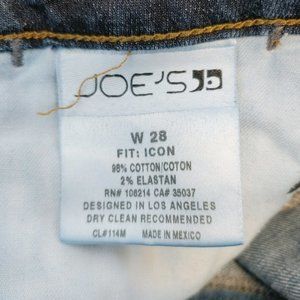 JOE'S
W 28
FIT: ICON
98% COTTON/COTON
2% ELASTAN
RN# 108214 CA# 35037
DESIGNED IN LOS ANGELES
DRY CLEAN RECOMMENDED
CL#114M MADE IN MEXICO